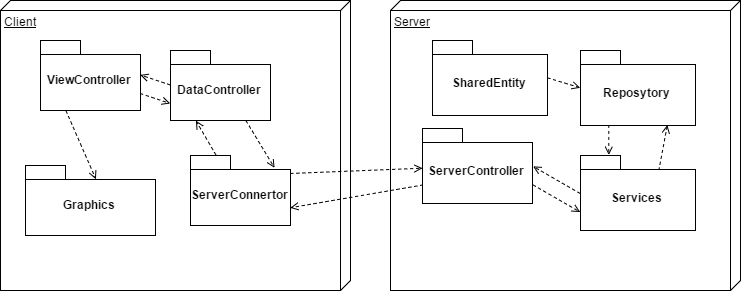 Client
ViewController
DataController
Graphics
ServerConnertor
Server
SharedEntity
Reposytory
ServerController
Services